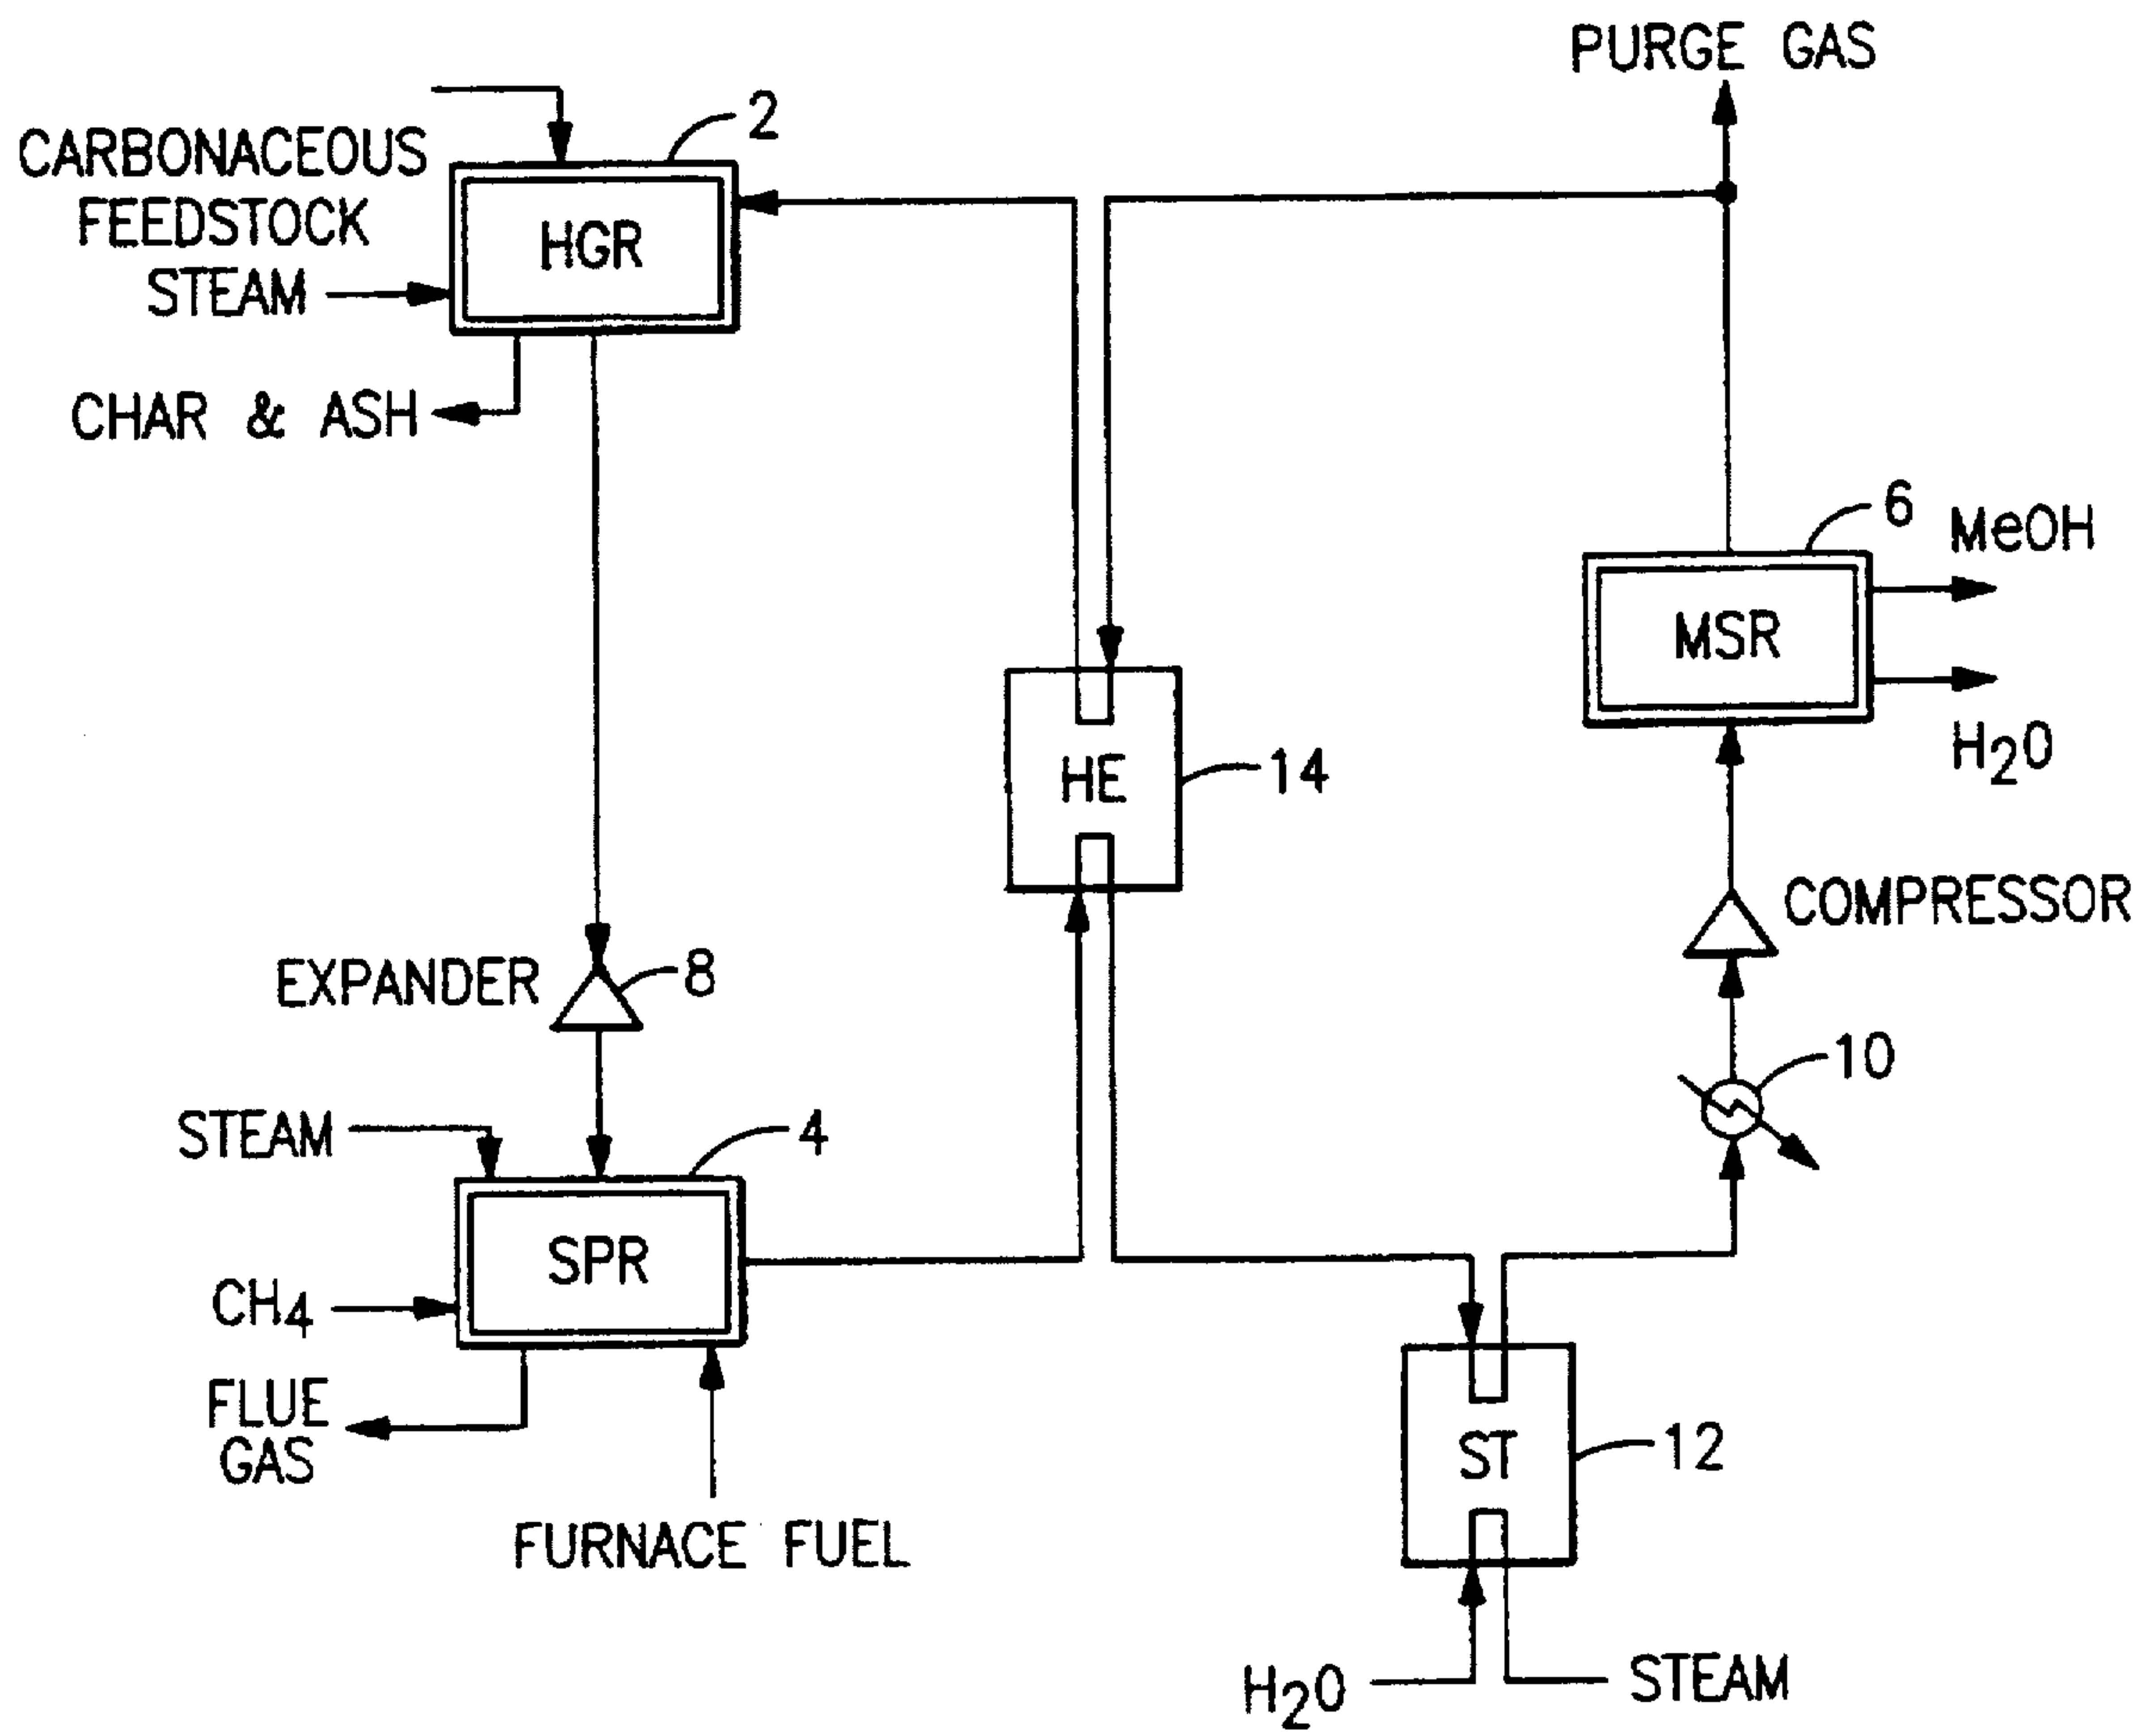 PURGE GAS
2
CARBONACEOUS
FEEDSTOCK
STEAM
HGR
CHAR & ASH
6
MeOH
MSR
H2O
HE
14
COMPRESSOR
EXPANDER
8
10
STEAM
4
SPR
CH4
FLUE
GAS
ST
12
FURNACE FUEL
H2O
STEAM